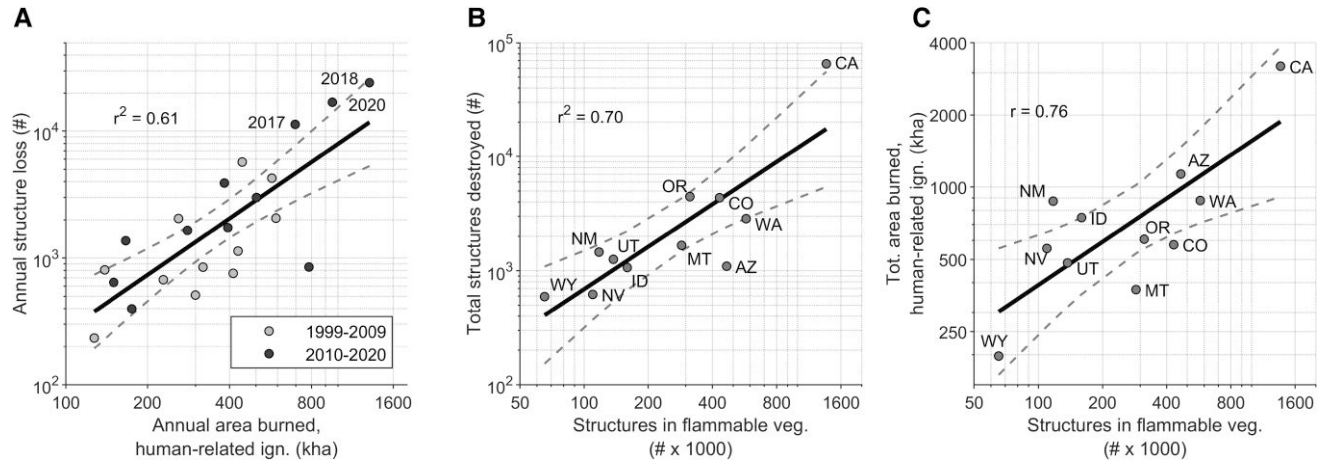 A
Annual structure loss (#)
10^4
10^3
10^2
r^2 = 0.61
2018
2020
2017
1999-2009
2010-2020
100
200
400
800
1600
Annual area burned,
human-related ign. (kha)
B
Total structures destroyed (#)
10^5
10^4
10^3
10^2
r^2 = 0.70
CA
OR
CO
WA
NM
UT
MT
AZ
ID
WY
NV
50
100
200
400
800
1600
Structures in flammable veg.
(# x 1000)
C
Tot. area burned,
human-related ign. (kha)
4000
2000
1000
500
250
r = 0.76
CA
AZ
NM
WA
ID
OR
NV
CO
UT
MT
WY
50
100
200
400
800
1600
Structures in flammable veg.
(# x 1000)